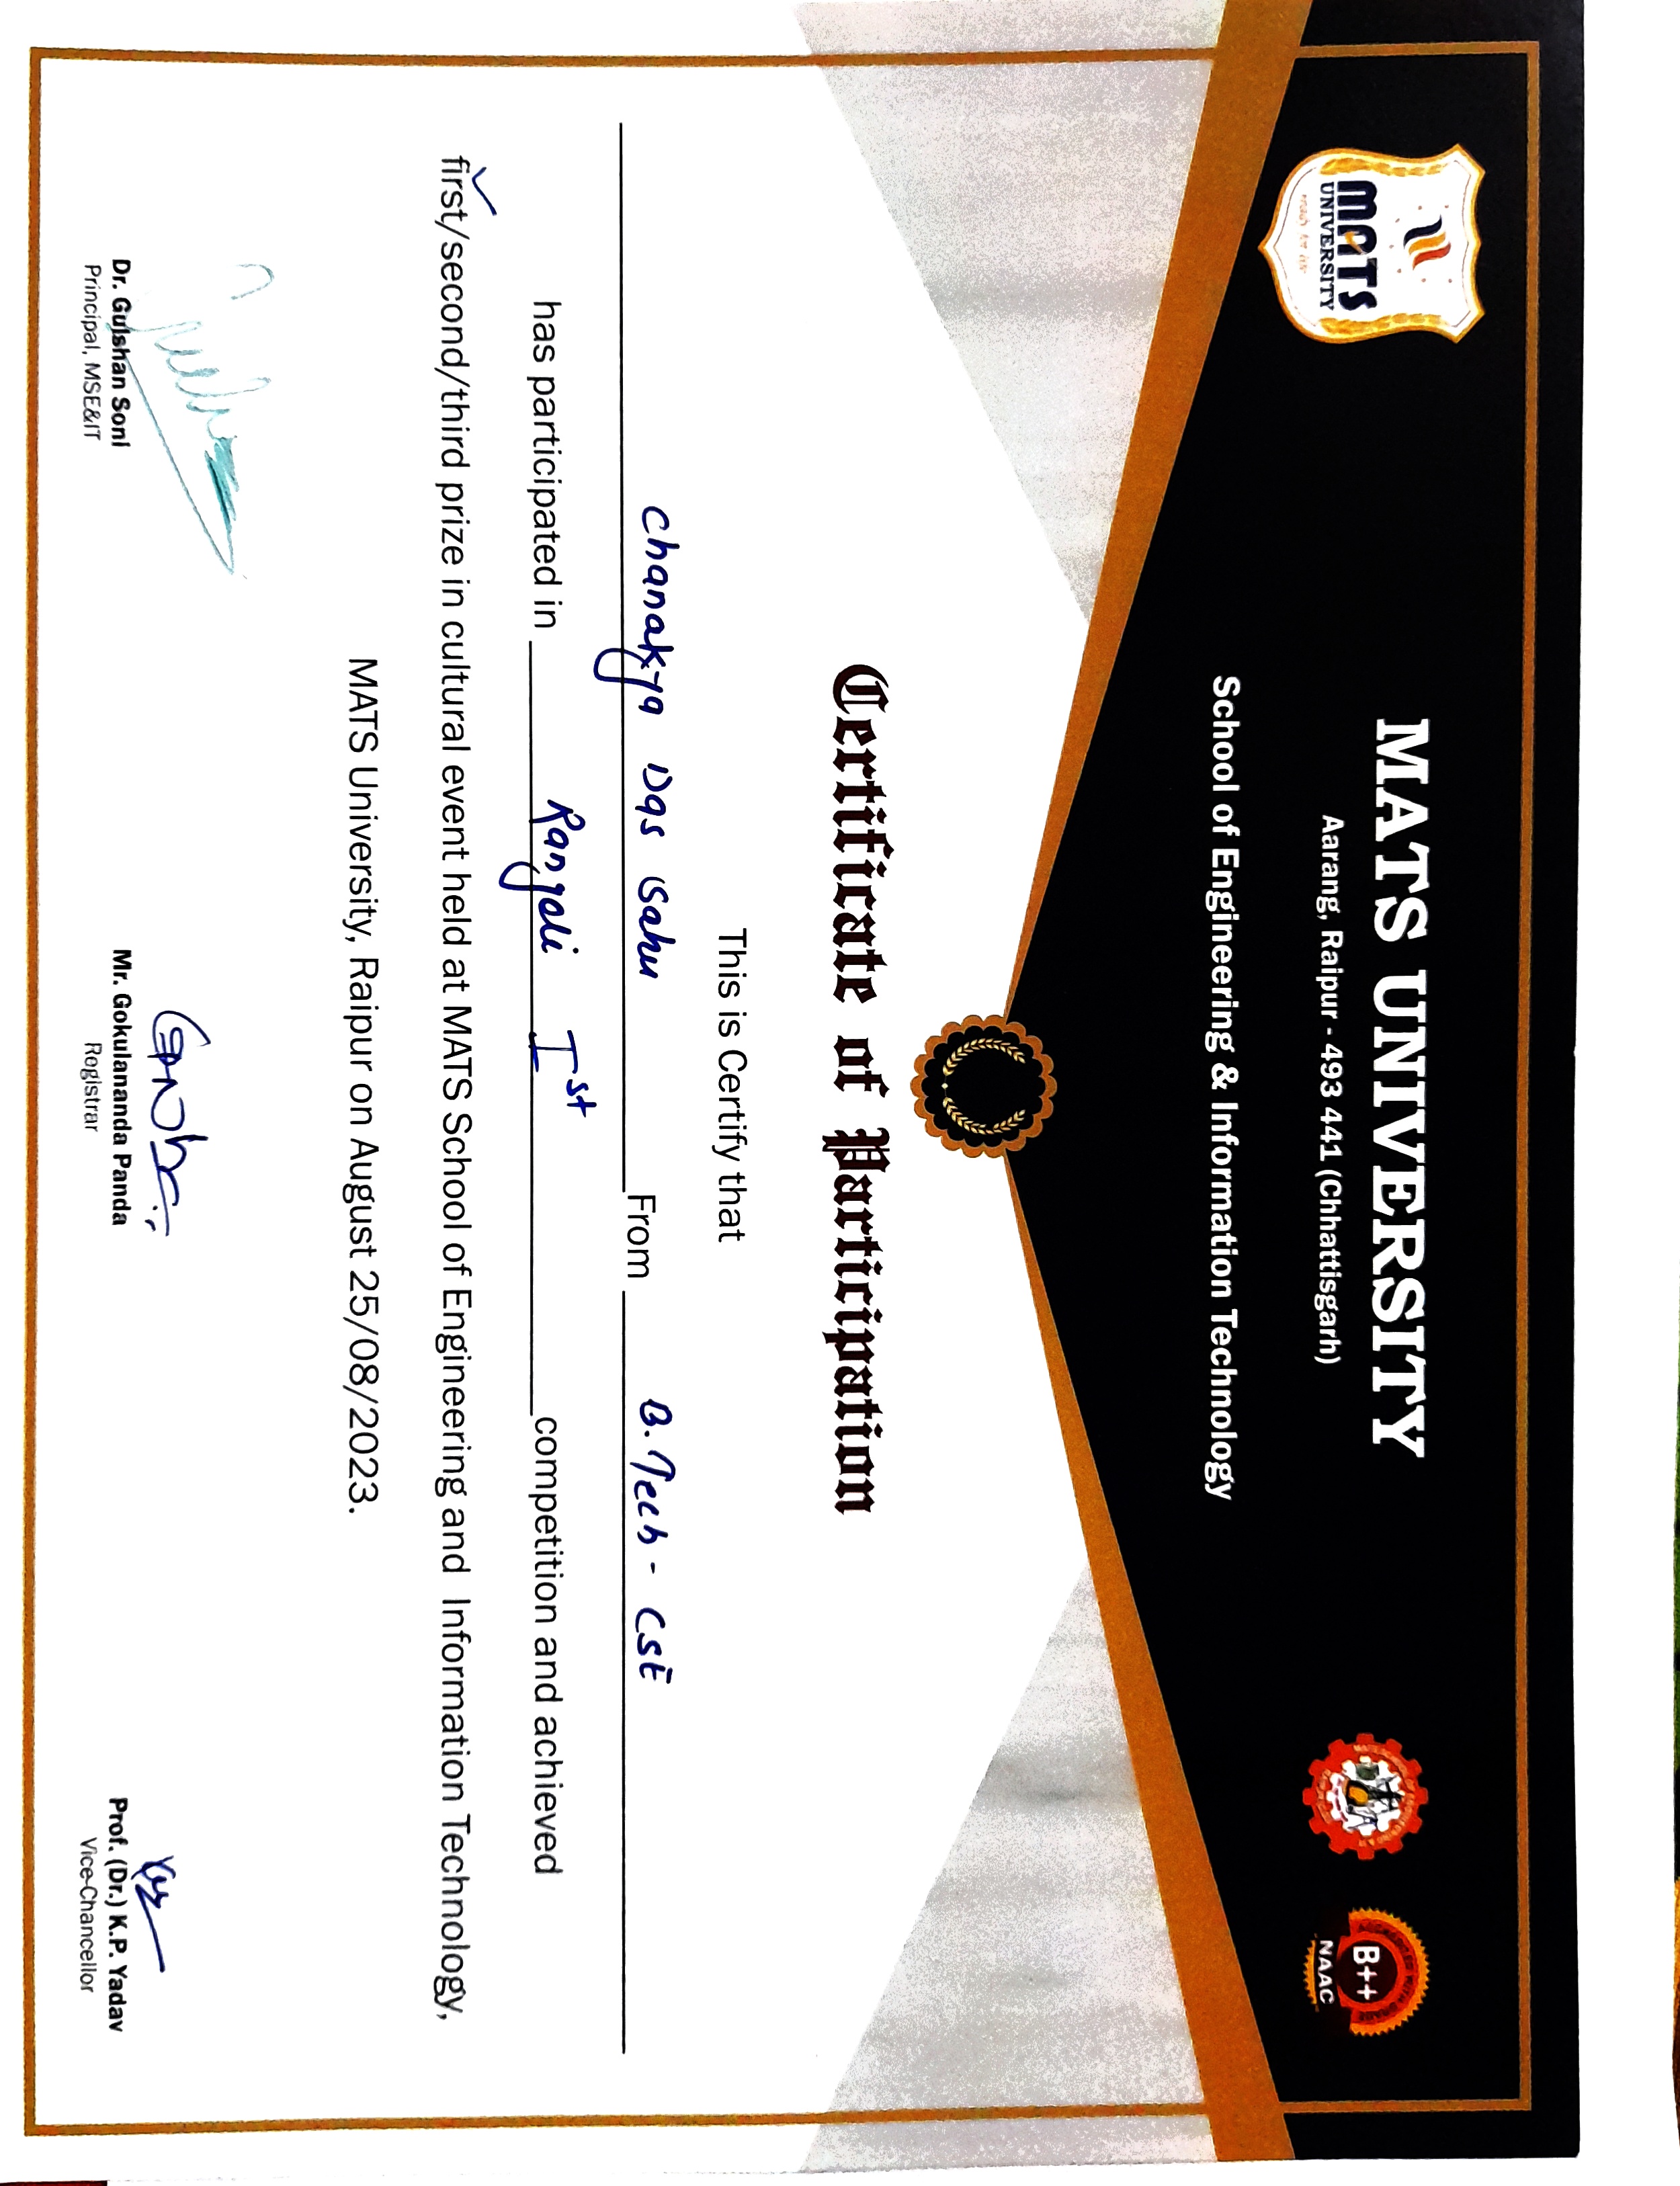 MATS
UNIVERSITY
ready for life
MATS UNIVERSITY
Aarang, Raipur - 493 441 (Chhattisgarh)
School of Engineering & Information Technology
B++
NAAC
Certificate of Participation
This is Certify that
Chanakya Das Sahu From B. Tech - CSE
has participated in Rangoli Ist competition and achieved
first/second/third prize in cultural event held at MATS School of Engineering and Information Technology,
MATS University, Raipur on August 25/08/2023.
Dr. Gulshan Soni
Principal, MSE&IT
Mr. Gokulananda Panda
Registrar
Prof. (Dr.) K.P. Yadav
Vice-Chancellor